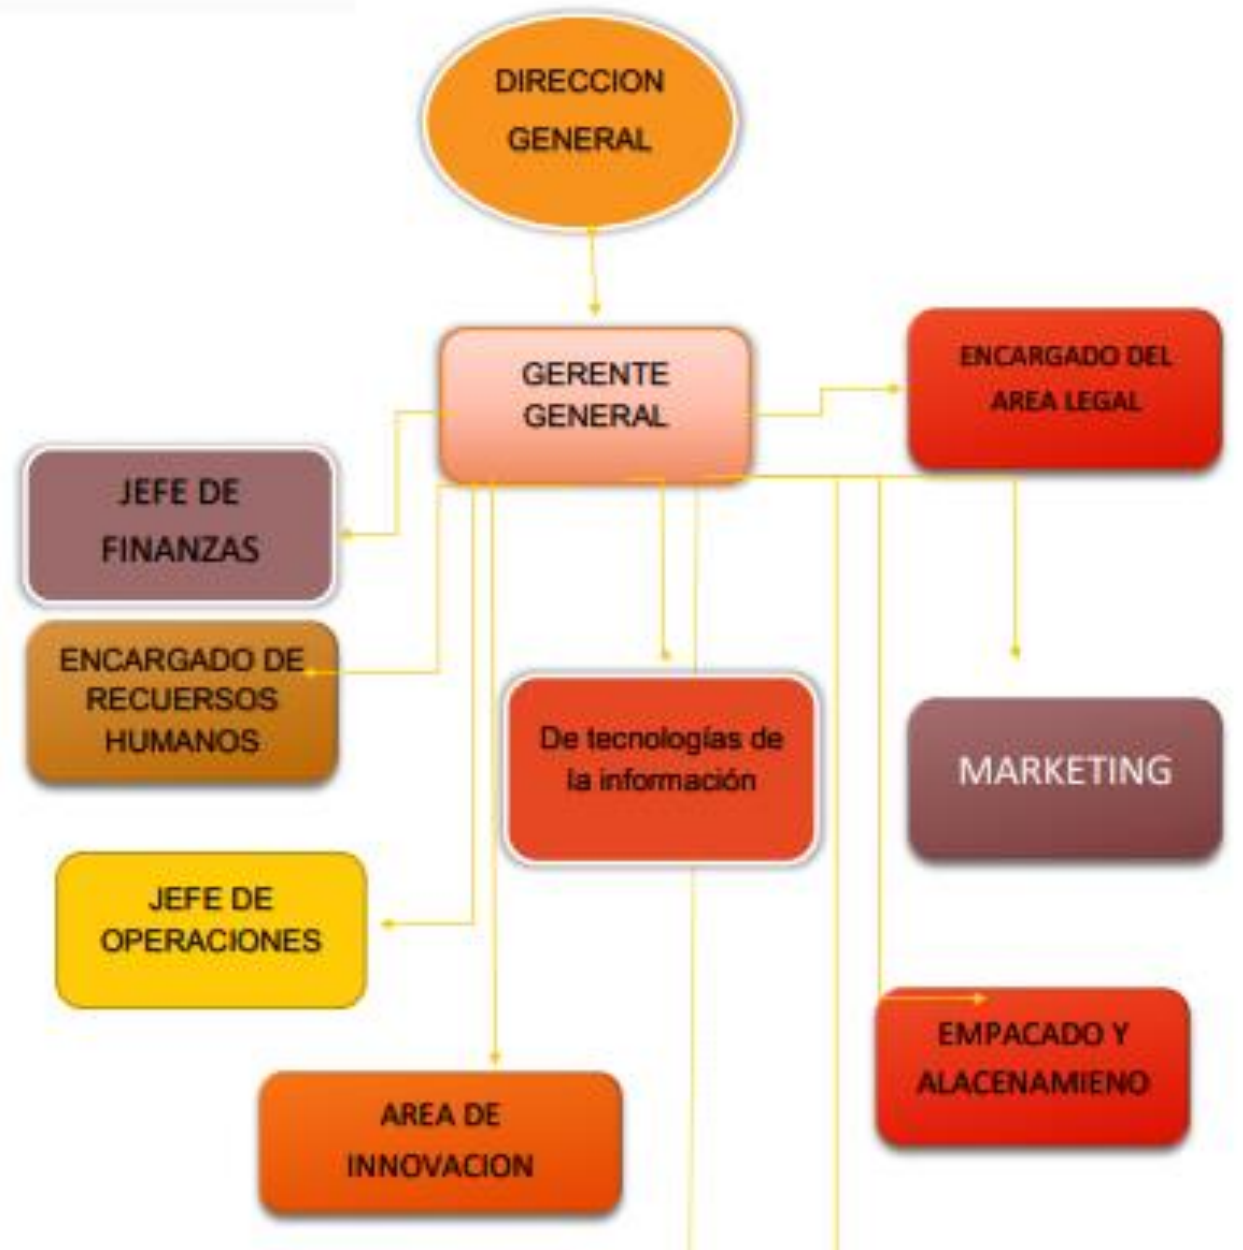 DIRECCION
GENERAL
GERENTE
GENERAL
ENCARGADO DEL
AREA LEGAL
JEFE DE
FINANZAS
ENCARGADO DE
RECUERSOS
HUMANOS
De tecnologías de
la información
MARKETING
JEFE DE
OPERACIONES
EMPACADO Y
ALACENAMIENO
AREA DE
INNOVACION